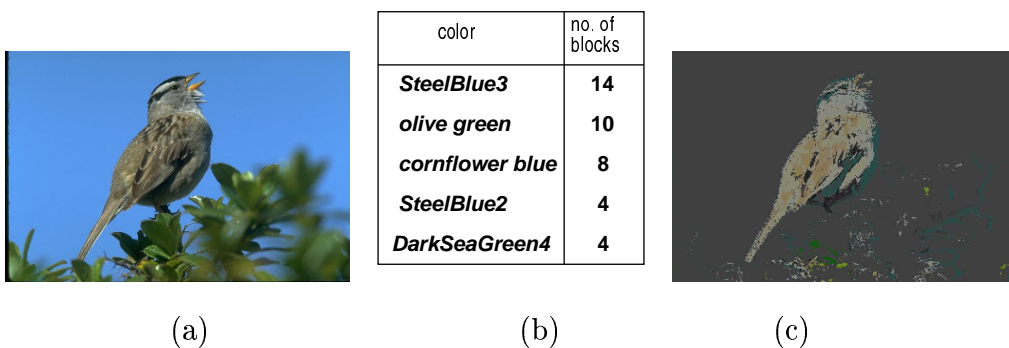 color no. of blocks
SteelBlue3 14
olive green 10
cornflower blue 8
SteelBlue2 4
DarkSeaGreen4 4
(a) (b) (c)